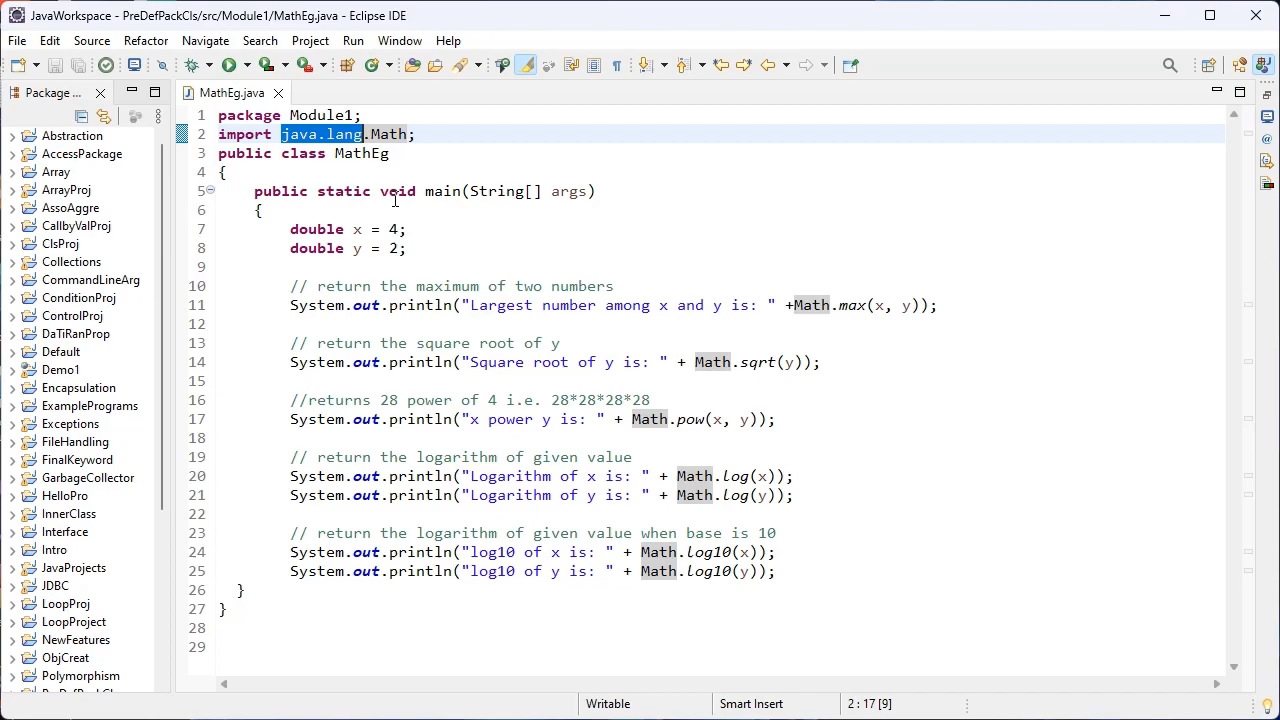 JavaWorkspace - PreDefPackCls/src/Module1/MathEg.java - Eclipse IDE
File Edit Source Refactor Navigate Search Project Run Window Help
Package ...
MathEg.java
Abstraction
AccessPackage
Array
ArrayProj
AssoAggre
CallbyValProj
ClsProj
Collections
CommandLineArg
ConditionProj
ControlProj
DaTiRanProp
Default
Demo1
Encapsulation
ExamplePrograms
Exceptions
FileHandling
FinalKeyword
GarbageCollector
HelloPro
InnerClass
Interface
Intro
JavaProjects
JDBC
LoopProj
LoopProject
NewFeatures
ObjCreat
Polymorphism
1 package Module1;
2 import java.lang.Math;
3 public class MathEg
4 {
5 public static void main(String[] args)
6 {
7 double x = 4;
8 double y = 2;
9
10 // return the maximum of two numbers
11 System.out.println("Largest number among x and y is: " +Math.max(x, y));
12
13 // return the square root of y
14 System.out.println("Square root of y is: " + Math.sqrt(y));
15
16 //returns 28 power of 4 i.e. 28*28*28*28
17 System.out.println("x power y is: " + Math.pow(x, y));
18
19 // return the logarithm of given value
20 System.out.println("Logarithm of x is: " + Math.log(x));
21 System.out.println("Logarithm of y is: " + Math.log(y));
22
23 // return the logarithm of given value when base is 10
24 System.out.println("log10 of x is: " + Math.log10(x));
25 System.out.println("log10 of y is: " + Math.log10(y));
26 }
27 }
28
29
Writable Smart Insert 2 : 17 [9]